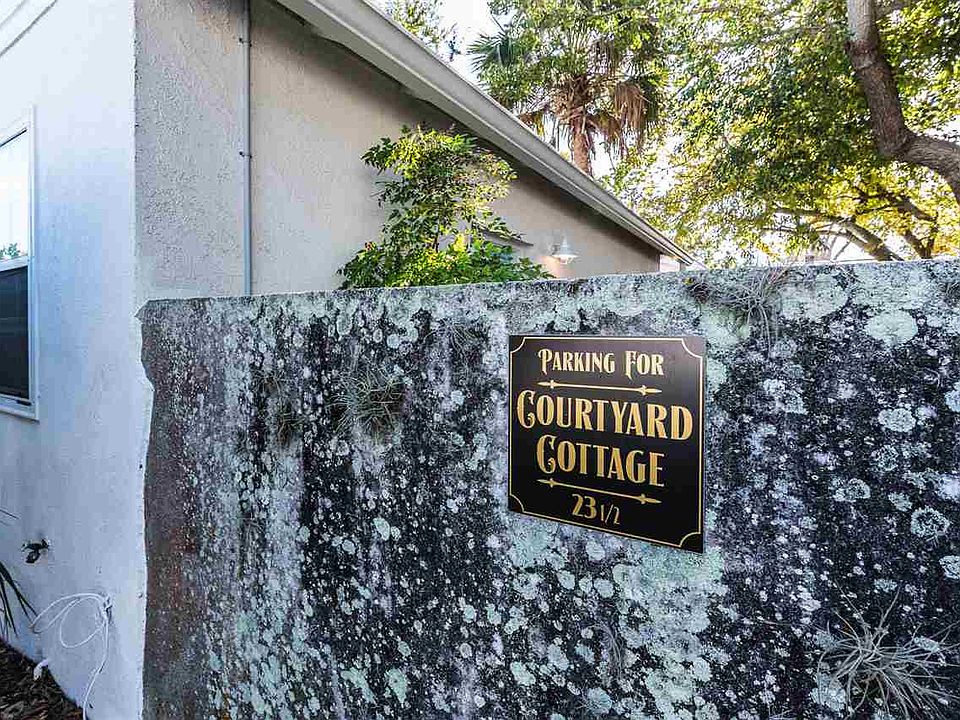 Parking For
Courtyard
Cottage
23 1/2